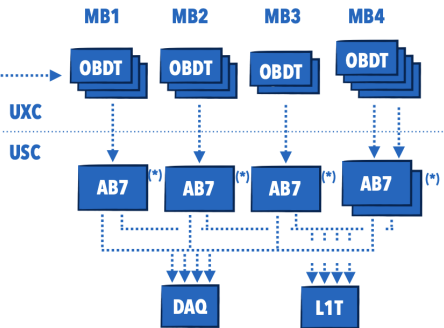 MB1 MB2 MB3 MB4
OBDT OBDT OBDT OBDT
UXC
USC
AB7 (*) AB7 (*) AB7 (*) AB7 (*)
DAQ L1T